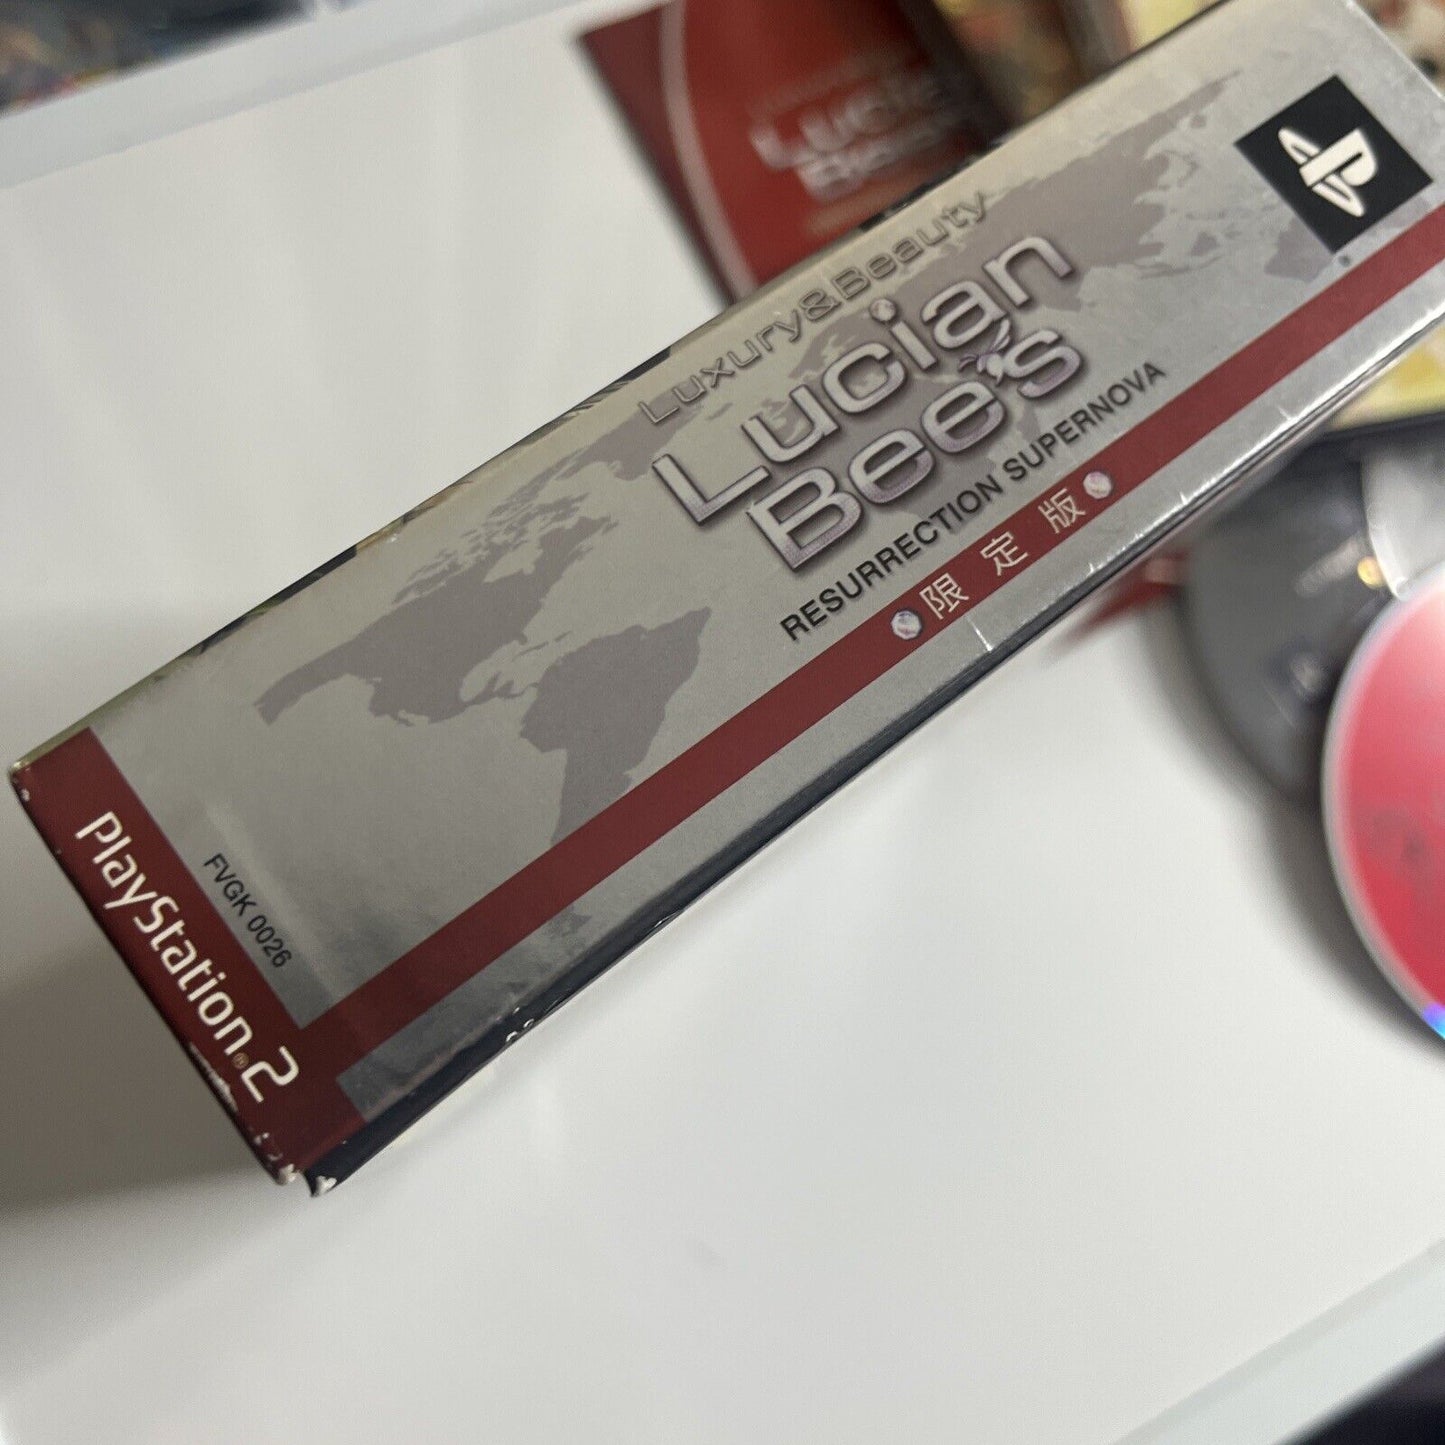 Luxury&Beauty
Lucian
Bee's
RESURRECTION SUPERNOVA
限定版
FVGK 0026
PlayStation®2